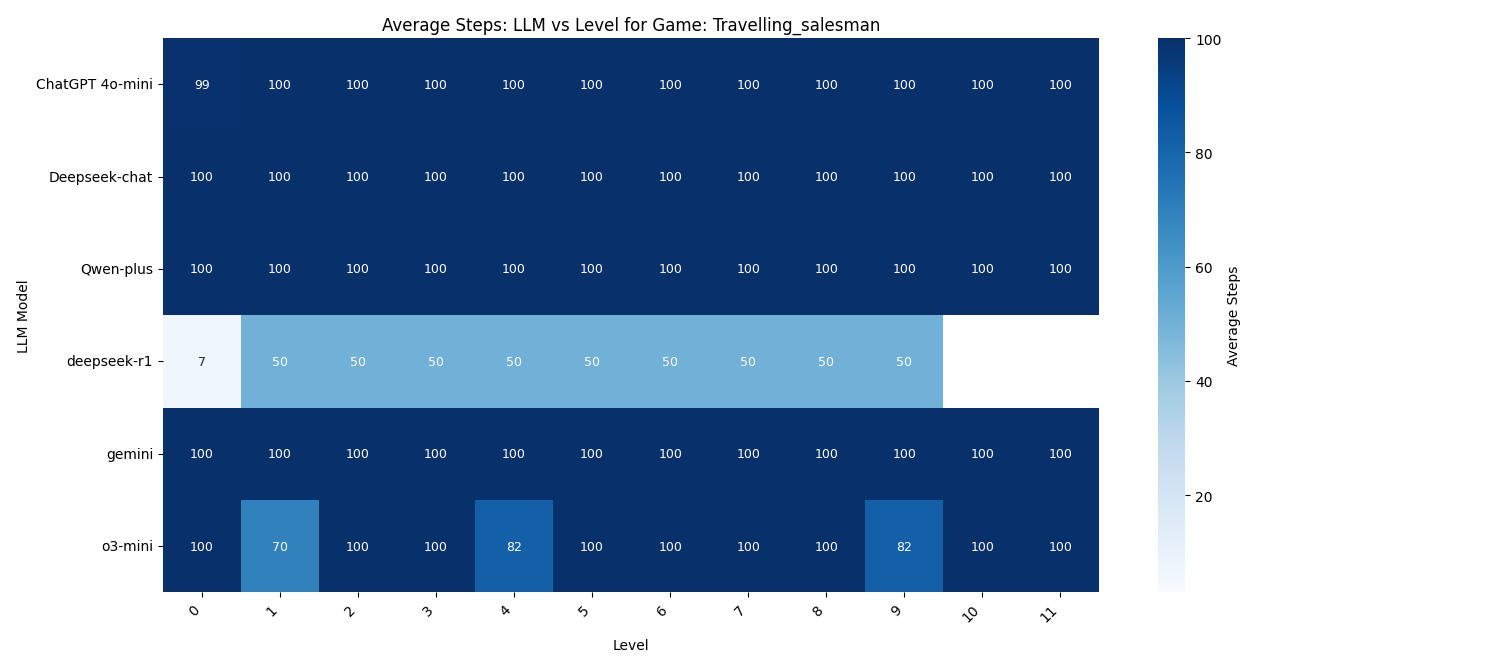 Average Steps: LLM vs Level for Game: Travelling_salesman
ChatGPT 4o-mini 99 100 100 100 100 100 100 100 100 100 100 100
Deepseek-chat 100 100 100 100 100 100 100 100 100 100 100 100
Qwen-plus 100 100 100 100 100 100 100 100 100 100 100 100
deepseek-r1 7 50 50 50 50 50 50 50 50 50
gemini 100 100 100 100 100 100 100 100 100 100 100 100
o3-mini 100 70 100 100 82 100 100 100 100 82 100 100
0 1 2 3 4 5 6 7 8 9 10 11
Level
LLM Model
100
80
60
40
20
Average Steps